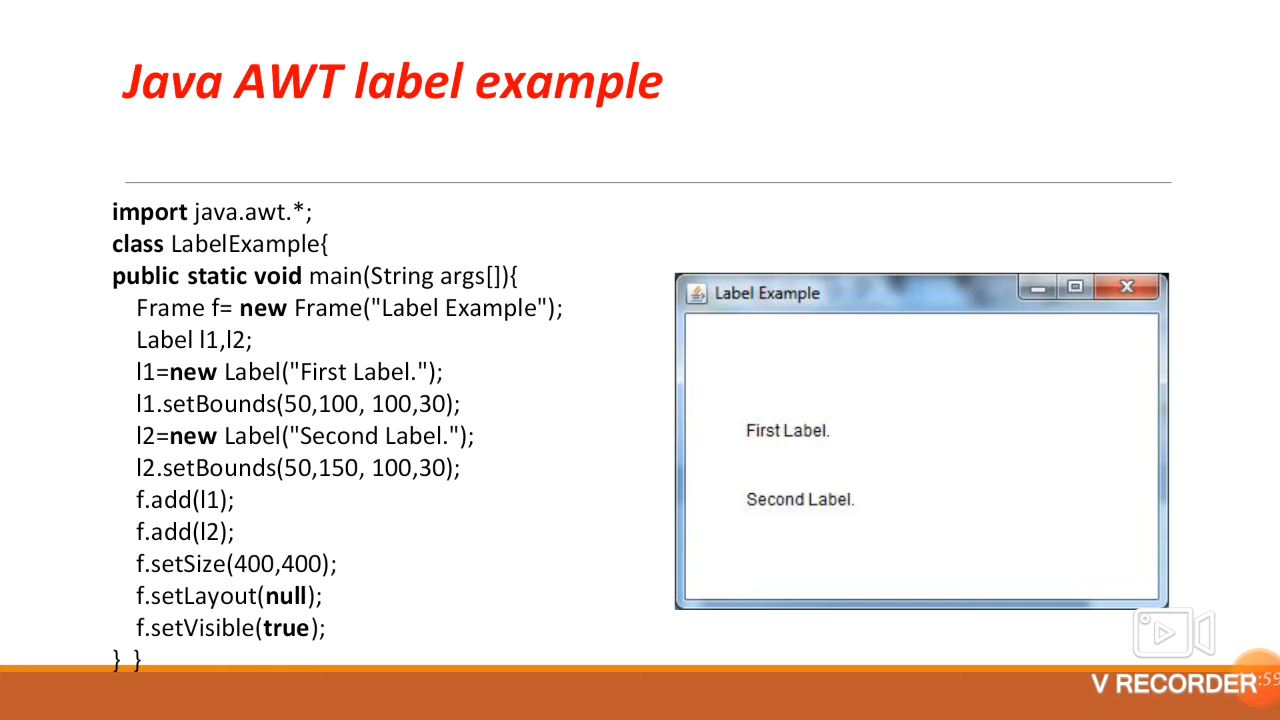 Java AWT label example
import java.awt.*;
class LabelExample{
public static void main(String args[]){
Frame f= new Frame("Label Example");
Label l1,l2;
l1=new Label("First Label.");
l1.setBounds(50,100, 100,30);
l2=new Label("Second Label.");
l2.setBounds(50,150, 100,30);
f.add(l1);
f.add(l2);
f.setSize(400,400);
f.setLayout(null);
f.setVisible(true);
} }
Label Example
First Label.
Second Label.
V RECORDER